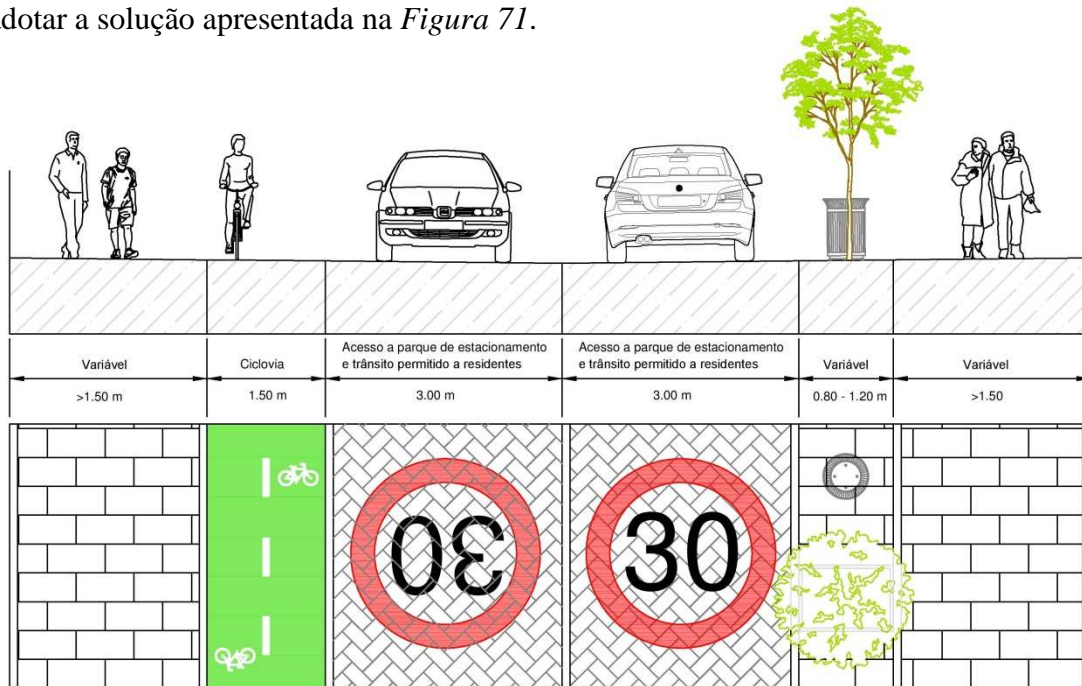 adotar a solução apresentada na Figura 71.
Variável
>1.50 m
Ciclovia
1.50 m
Acesso a parque de estacionamento
e trânsito permitido a residentes
3.00 m
Acesso a parque de estacionamento
e trânsito permitido a residentes
3.00 m
Variável
0.80 - 1.20 m
Variável
>1.50
30
30